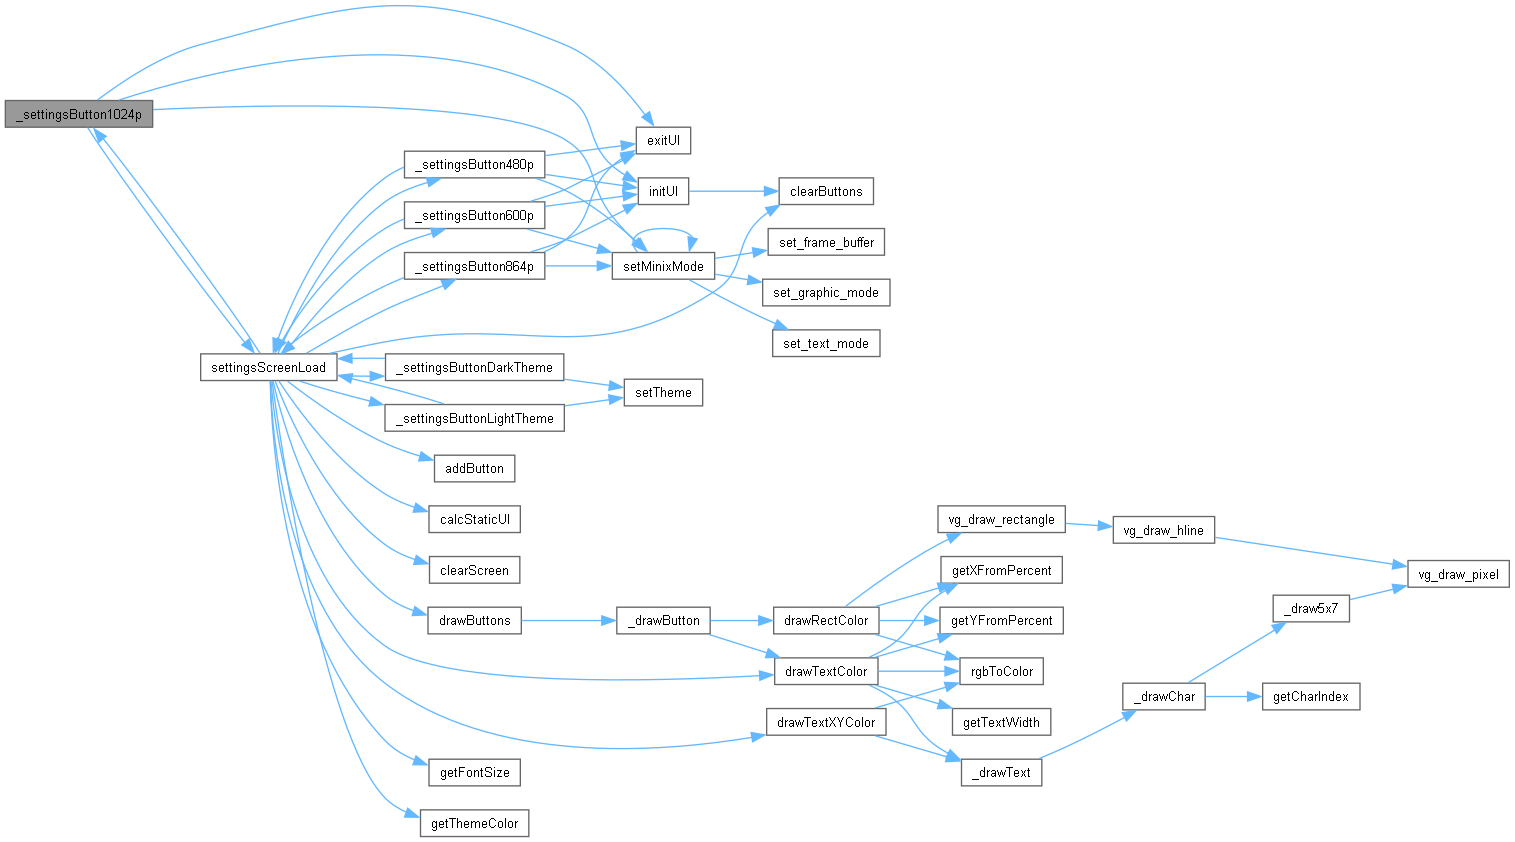 _settingsButton1024p
exitUI
_settingsButton480p
initUI
clearButtons
_settingsButton600p
set_frame_buffer
_settingsButton864p
setMinixMode
set_graphic_mode
set_text_mode
settingsScreenLoad
_settingsButtonDarkTheme
setTheme
_settingsButtonLightTheme
addButton
calcStaticUI
vg_draw_rectangle
vg_draw_hline
clearScreen
getXFromPercent
vg_draw_pixel
drawButtons
_drawButton
drawRectColor
getYFromPercent
_draw5x7
drawTextColor
rgbToColor
_drawChar
getCharIndex
drawTextXYColor
getTextWidth
getFontSize
_drawText
getThemeColor